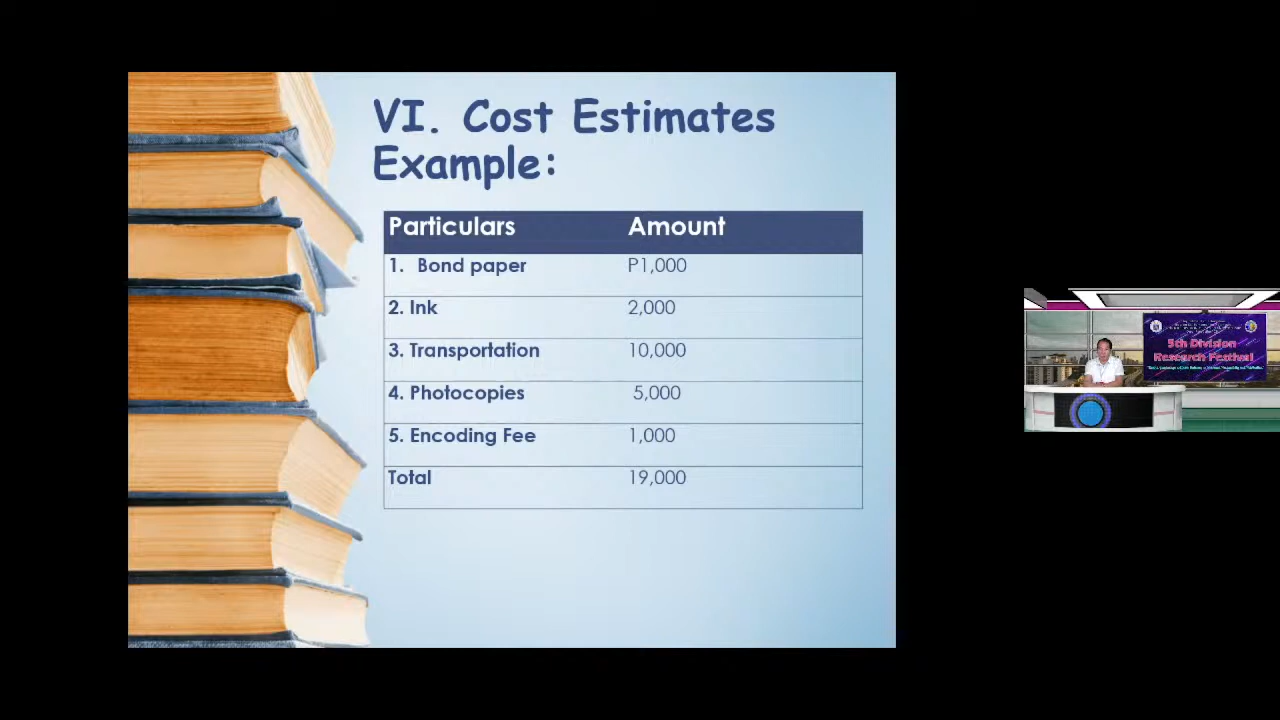 VI. Cost Estimates
Example:
Particulars Amount
1. Bond paper P1,000
2. Ink 2,000
3. Transportation 10,000
4. Photocopies 5,000
5. Encoding Fee 1,000
Total 19,000
5th Division
Research Festival